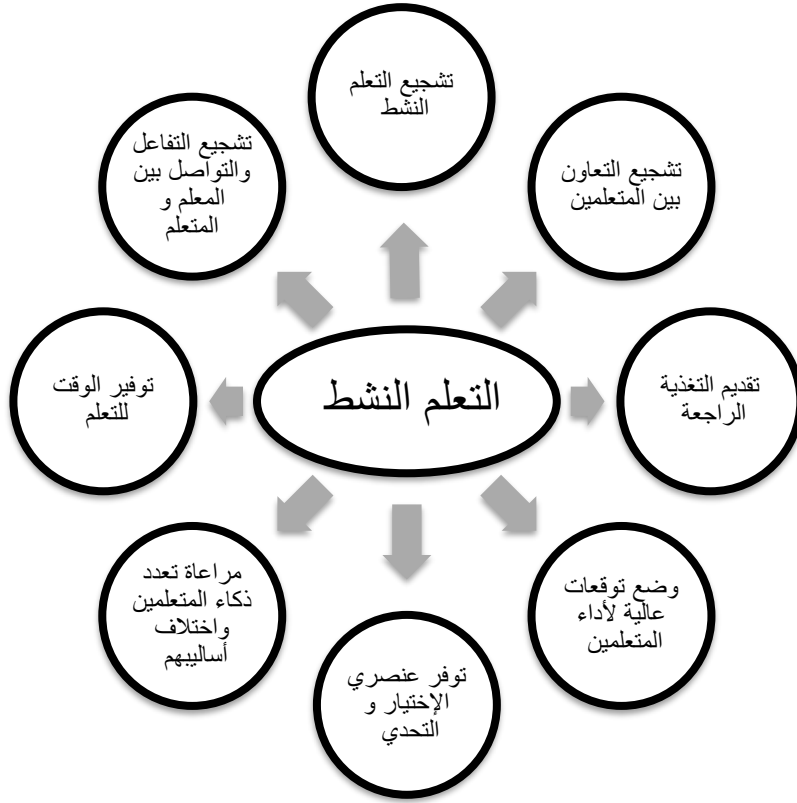 تشجيع التعلم
النشط
تشجيع التعاون
بين المتعلمين
تقديم التغذية
الراجعة
وضع توقعات
عالية لأداء
المتعلمين
توفر عنصري
الإختيار و
التحدي
مراعاة تعدد
ذكاء المتعلمين
واختلاف
أساليبهم
توفير الوقت
للتعلم
تشجيع التفاعل
والتواصل بين
المعلم و
المتعلم
التعلم النشط